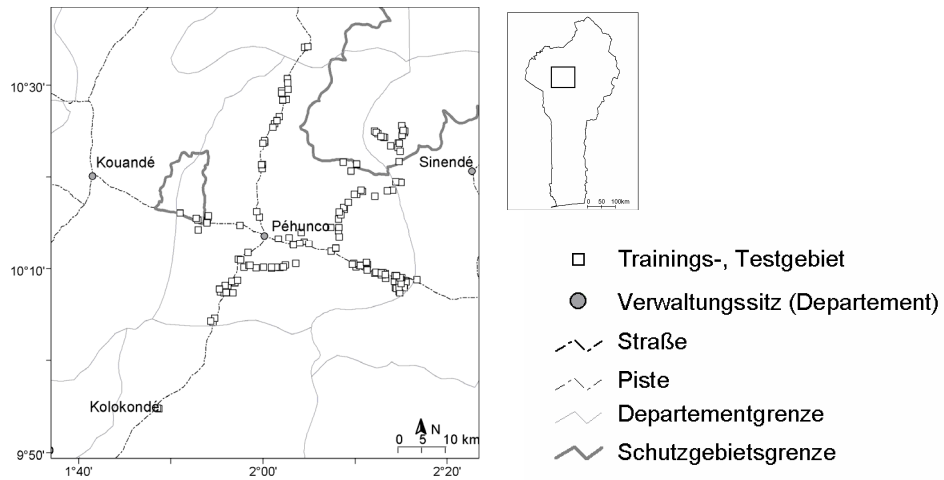 10°30'
10°10'
9°50'
1°40'
2°00'
2°20'
Kouandé
Sinendé
Péhunco
Kolokondé
N
0 5 10 km
0 50 100km
Trainings-, Testgebiet
Verwaltungssitz (Departement)
Straße
Piste
Departementgrenze
Schutzgebietsgrenze